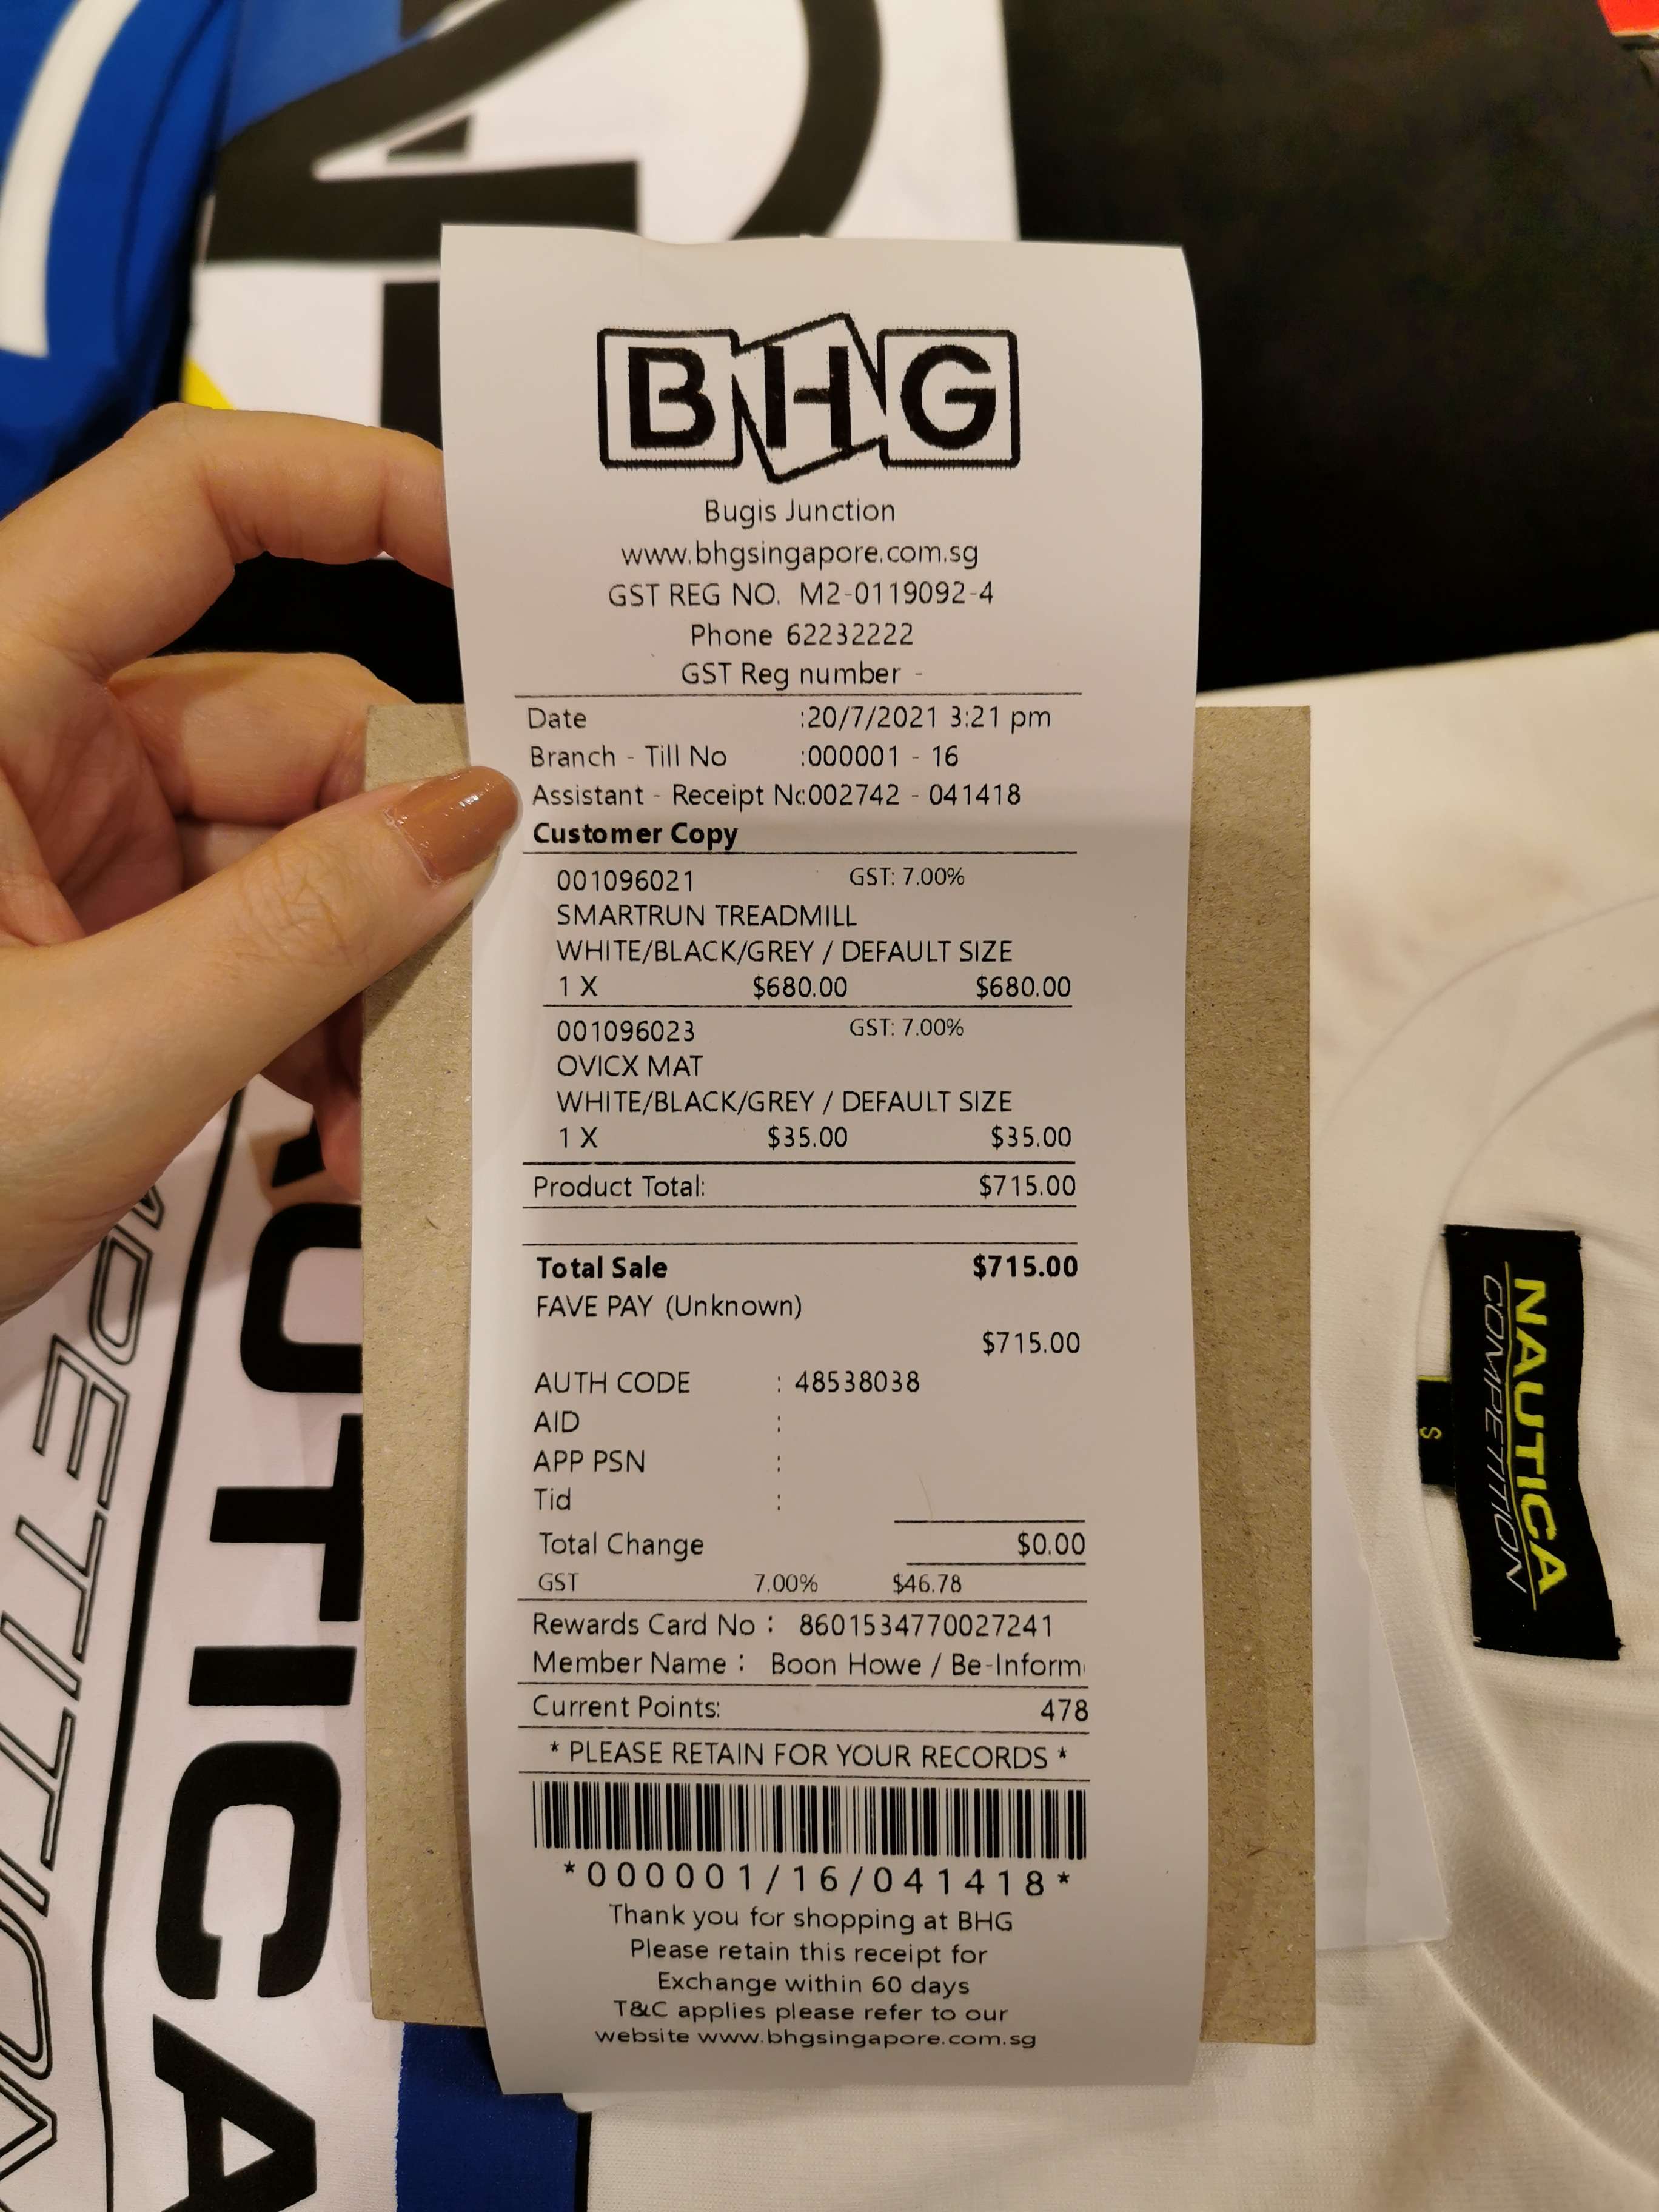 BHG
Bugis Junction
www.bhgsingapore.com.sg
GST REG NO. M2-0119092-4
Phone 62232222
GST Reg number -
Date :20/7/2021 3:21 pm
Branch - Till No :000001 - 16
Assistant - Receipt No:002742 - 041418
Customer Copy
001096021 GST: 7.00%
SMARTRUN TREADMILL
WHITE/BLACK/GREY / DEFAULT SIZE
1 X $680.00 $680.00
001096023 GST: 7.00%
OVICX MAT
WHITE/BLACK/GREY / DEFAULT SIZE
1 X $35.00 $35.00
Product Total: $715.00
Total Sale $715.00
FAVE PAY (Unknown)
$715.00
AUTH CODE : 48538038
AID :
APP PSN :
Tid :
Total Change $0.00
GST 7.00% $46.78
Rewards Card No : 8601534770027241
Member Name : Boon Howe / Be-Inform
Current Points: 478
* PLEASE RETAIN FOR YOUR RECORDS *
*000001/16/041418*
Thank you for shopping at BHG
Please retain this receipt for
Exchange within 60 days
T&C applies please refer to our
website www.bhgsingapore.com.sg
NAUTICA
COMPETITION
S